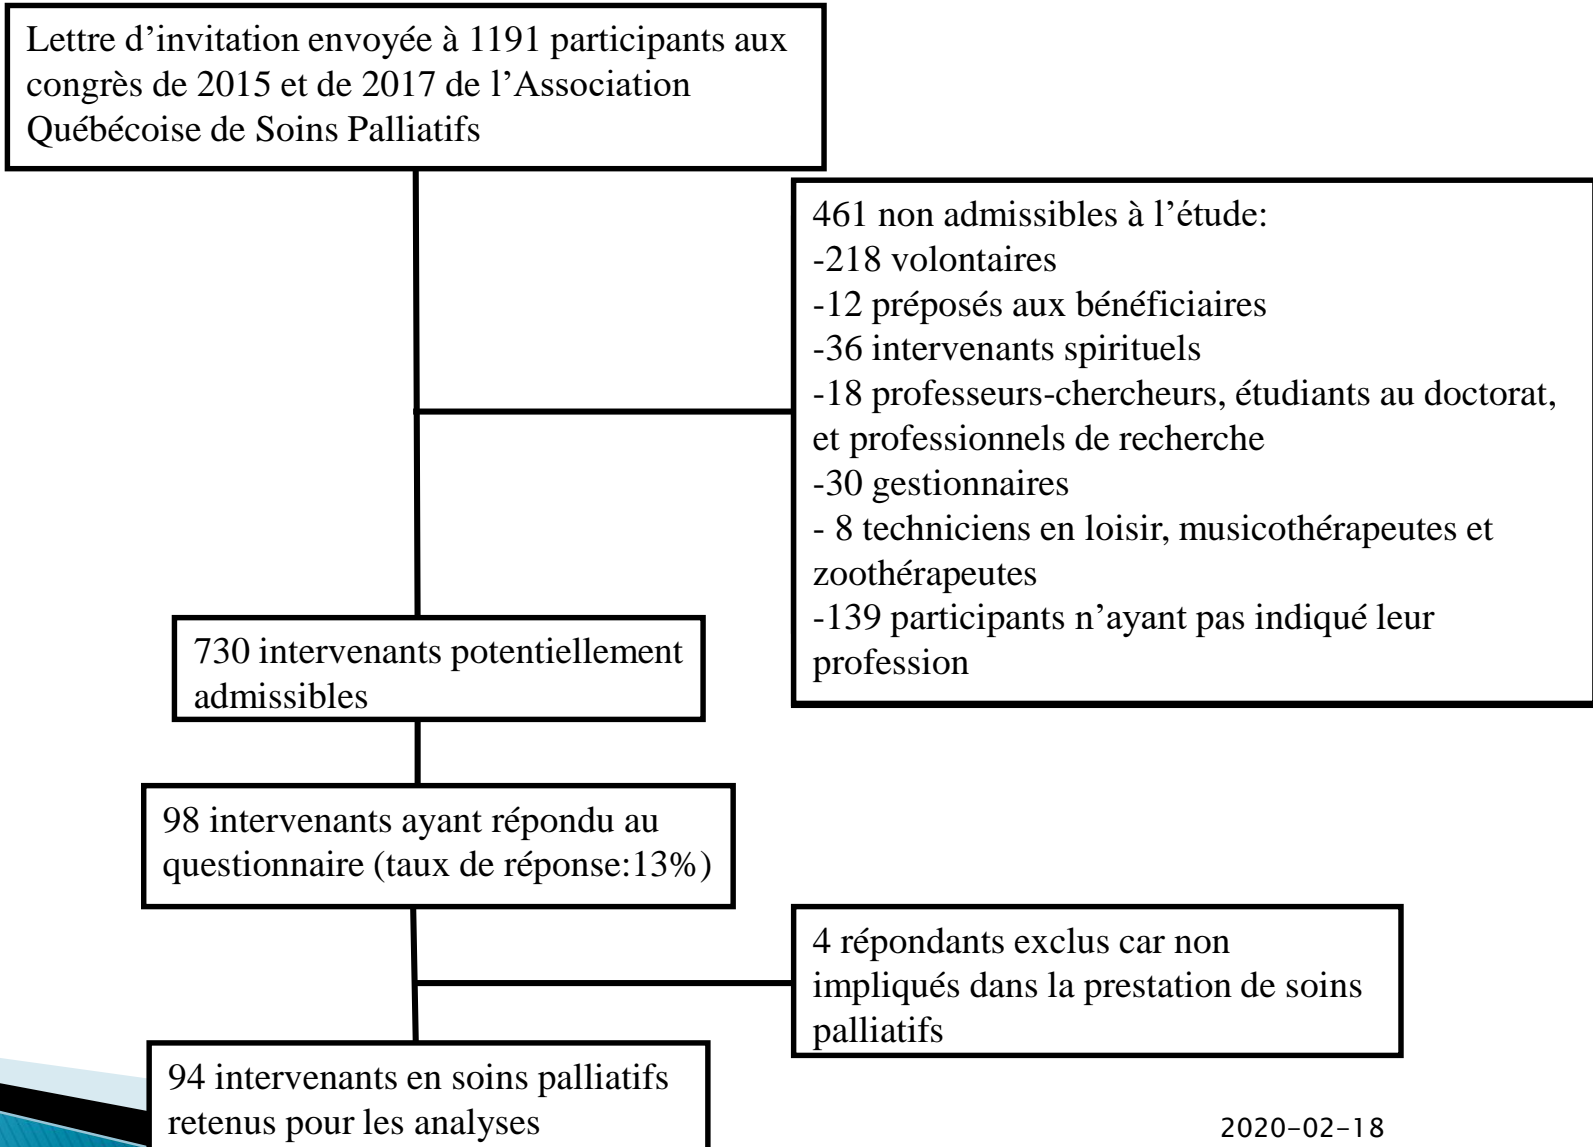 Lettre d’invitation envoyée à 1191 participants aux
congrès de 2015 et de 2017 de l’Association
Québécoise de Soins Palliatifs
461 non admissibles à l’étude:
-218 volontaires
-12 préposés aux bénéficiaires
-36 intervenants spirituels
-18 professeurs-chercheurs, étudiants au doctorat,
et professionnels de recherche
-30 gestionnaires
- 8 techniciens en loisir, musicothérapeutes et
zoothérapeutes
-139 participants n’ayant pas indiqué leur
profession
730 intervenants potentiellement
admissibles
98 intervenants ayant répondu au
questionnaire (taux de réponse:13%)
4 répondants exclus car non
impliqués dans la prestation de soins
palliatifs
94 intervenants en soins palliatifs
retenus pour les analyses
2020-02-18